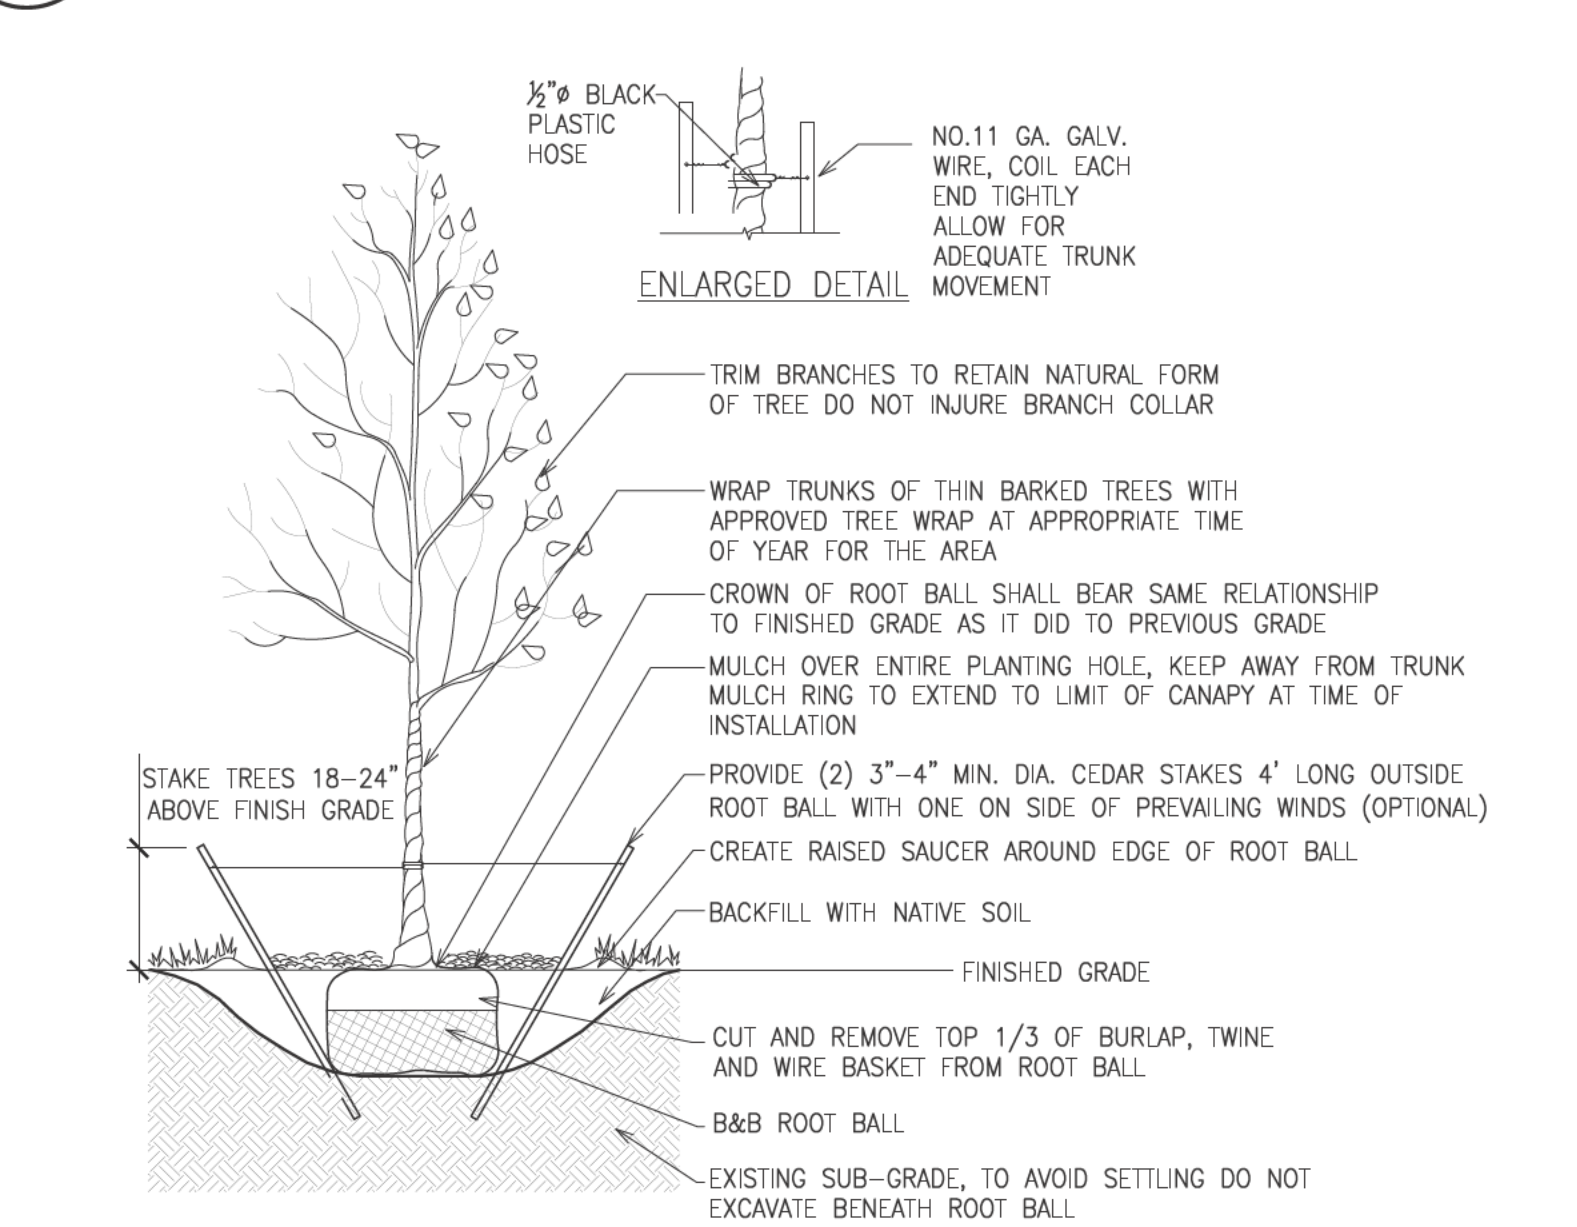 ½"ø BLACK
PLASTIC
HOSE
NO.11 GA. GALV.
WIRE, COIL EACH
END TIGHTLY
ALLOW FOR
ADEQUATE TRUNK
MOVEMENT
ENLARGED DETAIL
TRIM BRANCHES TO RETAIN NATURAL FORM
OF TREE DO NOT INJURE BRANCH COLLAR
WRAP TRUNKS OF THIN BARKED TREES WITH
APPROVED TREE WRAP AT APPROPRIATE TIME
OF YEAR FOR THE AREA
CROWN OF ROOT BALL SHALL BEAR SAME RELATIONSHIP
TO FINISHED GRADE AS IT DID TO PREVIOUS GRADE
MULCH OVER ENTIRE PLANTING HOLE, KEEP AWAY FROM TRUNK
MULCH RING TO EXTEND TO LIMIT OF CANOPY AT TIME OF
INSTALLATION
STAKE TREES 18-24"
ABOVE FINISH GRADE
PROVIDE (2) 3"-4" MIN. DIA. CEDAR STAKES 4' LONG OUTSIDE
ROOT BALL WITH ONE ON SIDE OF PREVAILING WINDS (OPTIONAL)
CREATE RAISED SAUCER AROUND EDGE OF ROOT BALL
BACKFILL WITH NATIVE SOIL
FINISHED GRADE
CUT AND REMOVE TOP 1/3 OF BURLAP, TWINE
AND WIRE BASKET FROM ROOT BALL
B&B ROOT BALL
EXISTING SUB-GRADE, TO AVOID SETTLING DO NOT
EXCAVATE BENEATH ROOT BALL